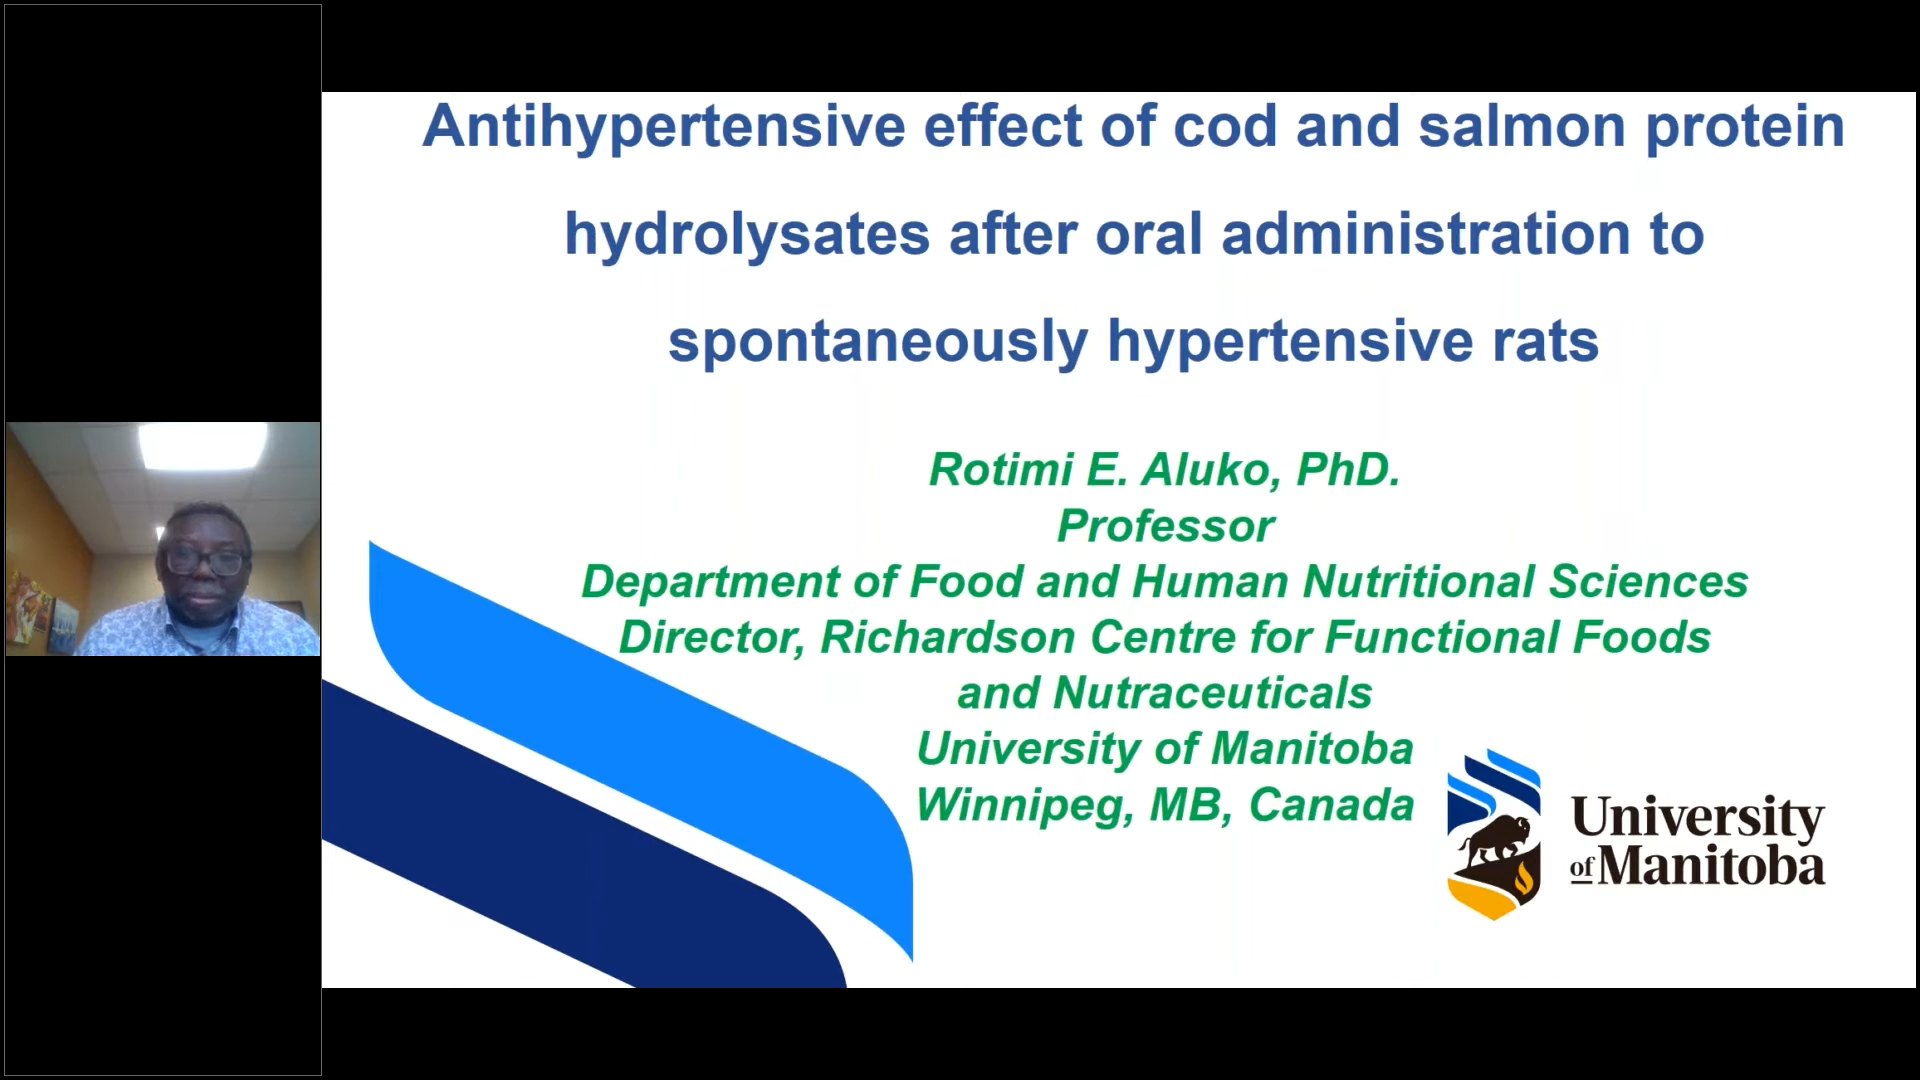 Antihypertensive effect of cod and salmon protein
hydrolysates after oral administration to
spontaneously hypertensive rats
Rotimi E. Aluko, PhD.
Professor
Department of Food and Human Nutritional Sciences
Director, Richardson Centre for Functional Foods
and Nutraceuticals
University of Manitoba
Winnipeg, MB, Canada
University
of Manitoba